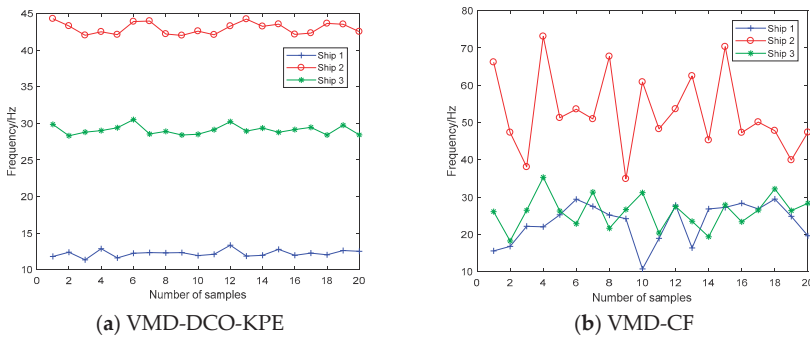 45
40
35
30
25
20
15
10
Frequency/Hz
Ship 1
Ship 2
Ship 3
0 2 4 6 8 10 12 14 16 18 20
Number of samples
(a) VMD-DCO-KPE
80
70
60
50
40
30
20
10
Frequency/Hz
Ship 1
Ship 2
Ship 3
0 2 4 6 8 10 12 14 16 18 20
Number of samples
(b) VMD-CF